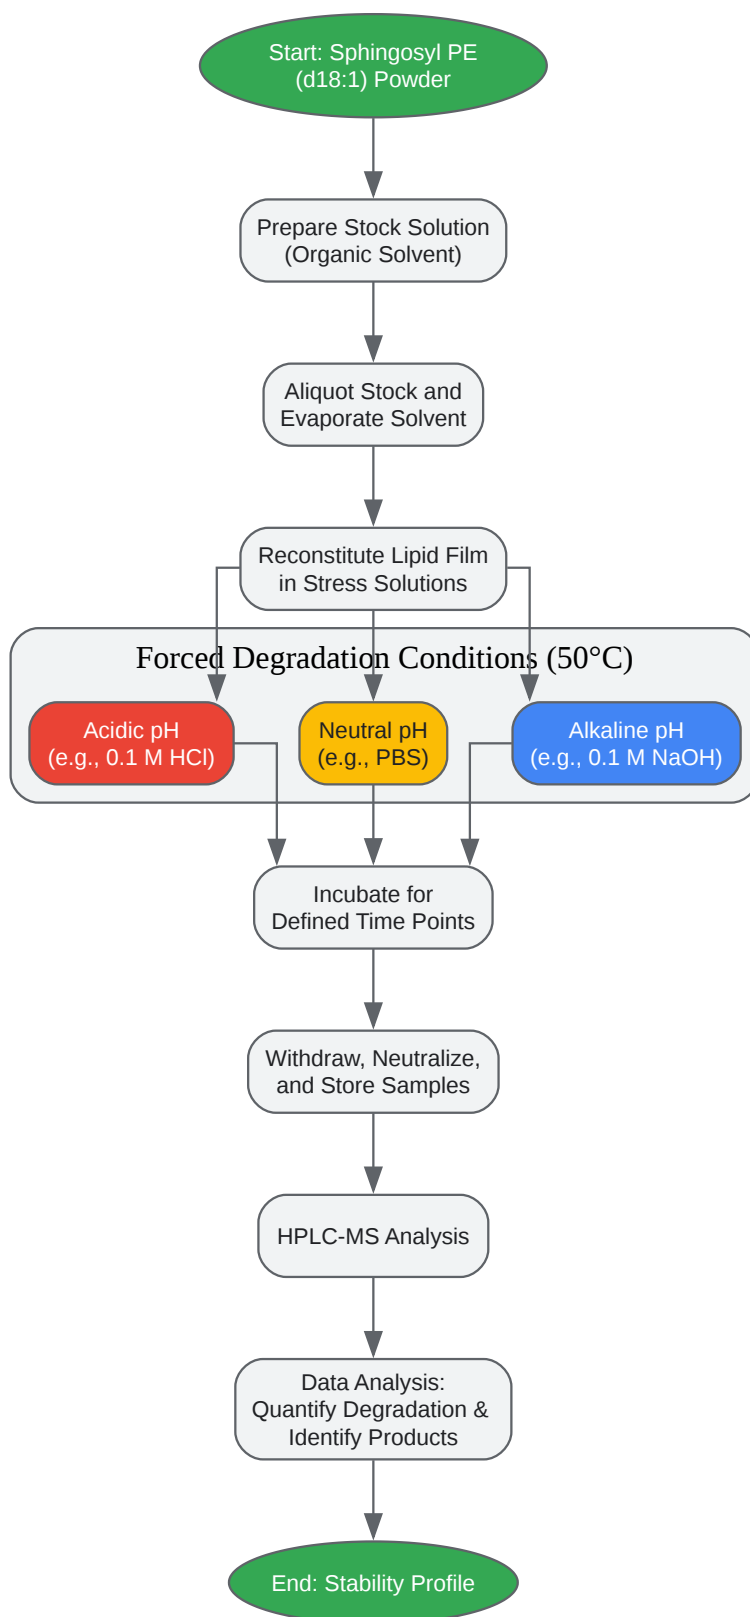 Start: Sphingosyl PE
(d18:1) Powder
Prepare Stock Solution
(Organic Solvent)
Aliquot Stock and
Evaporate Solvent
Reconstitute Lipid Film
in Stress Solutions
Forced Degradation Conditions (50°C)
Acidic pH
(e.g., 0.1 M HCl)
Neutral pH
(e.g., PBS)
Alkaline pH
(e.g., 0.1 M NaOH)
Incubate for
Defined Time Points
Withdraw, Neutralize,
and Store Samples
HPLC-MS Analysis
Data Analysis:
Quantify Degradation &
Identify Products
End: Stability Profile